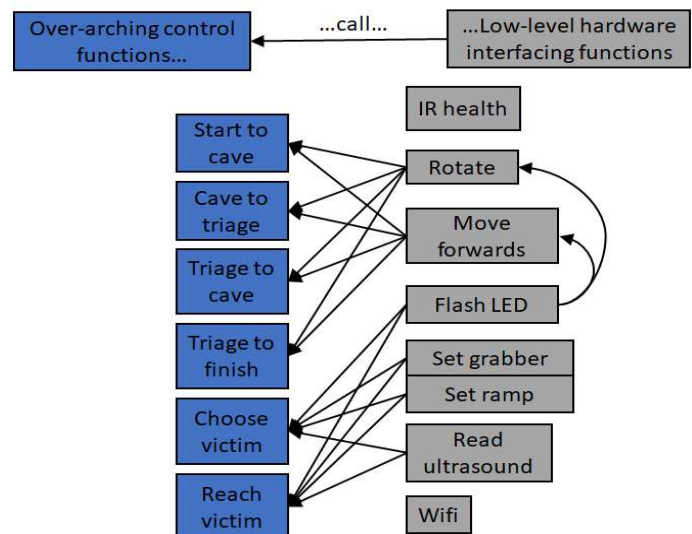 Over-arching control
functions...
...call...
...Low-level hardware
interfacing functions
Start to
cave
Cave to
triage
Triage to
cave
Triage to
finish
Choose
victim
Reach
victim
IR health
Rotate
Move
forwards
Flash LED
Set grabber
Set ramp
Read
ultrasound
Wifi